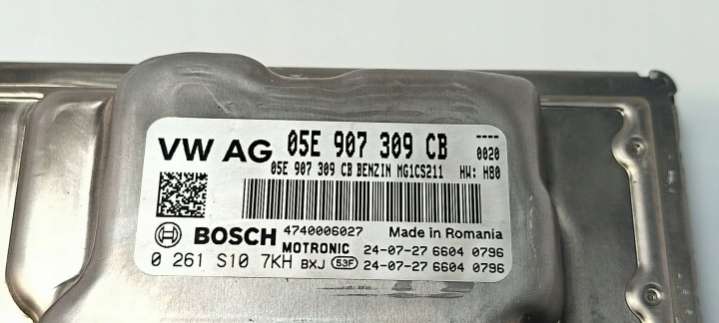 VW AG 05E 907 309 CB ----
0020
05E 907 309 CB BENZIN MG1CS211 HW: H80
BOSCH 4740006027 Made in Romania
MOTRONIC 24-07-27 6604 0796
0 261 S10 7KH BXJ 53F 24-07-27 6604 0796